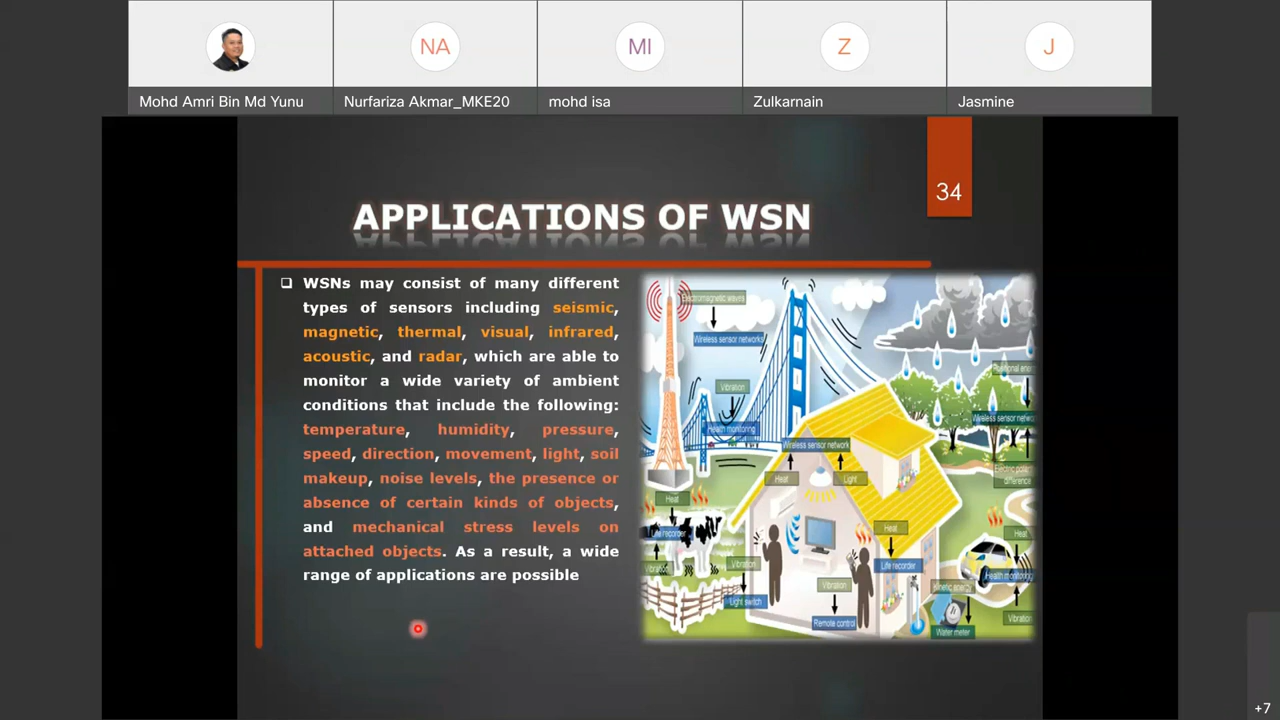 NA
MI
Z
J
Mohd Amri Bin Md Yunu
Nurfariza Akmar_MKE20
mohd isa
Zulkarnain
Jasmine
34
APPLICATIONS OF WSN
❑ WSNs may consist of many different
types of sensors including seismic,
magnetic, thermal, visual, infrared,
acoustic, and radar, which are able to
monitor a wide variety of ambient
conditions that include the following:
temperature, humidity, pressure,
speed, direction, movement, light, soil
makeup, noise levels, the presence or
absence of certain kinds of objects,
and mechanical stress levels on
attached objects. As a result, a wide
range of applications are possible
Electromagnetic waves
Wireless sensor networks
Vibration
Health monitoring
Wireless sensor network
Heat
Light
Wireless sensor
Electric
difference
Heat
Life recorder
Vibration
Vibration
Light switch
Heat
Life recorder
Vibration
Remote control
Kinetic energy
Water meter
Heat
Health monitoring
Vibration
+7